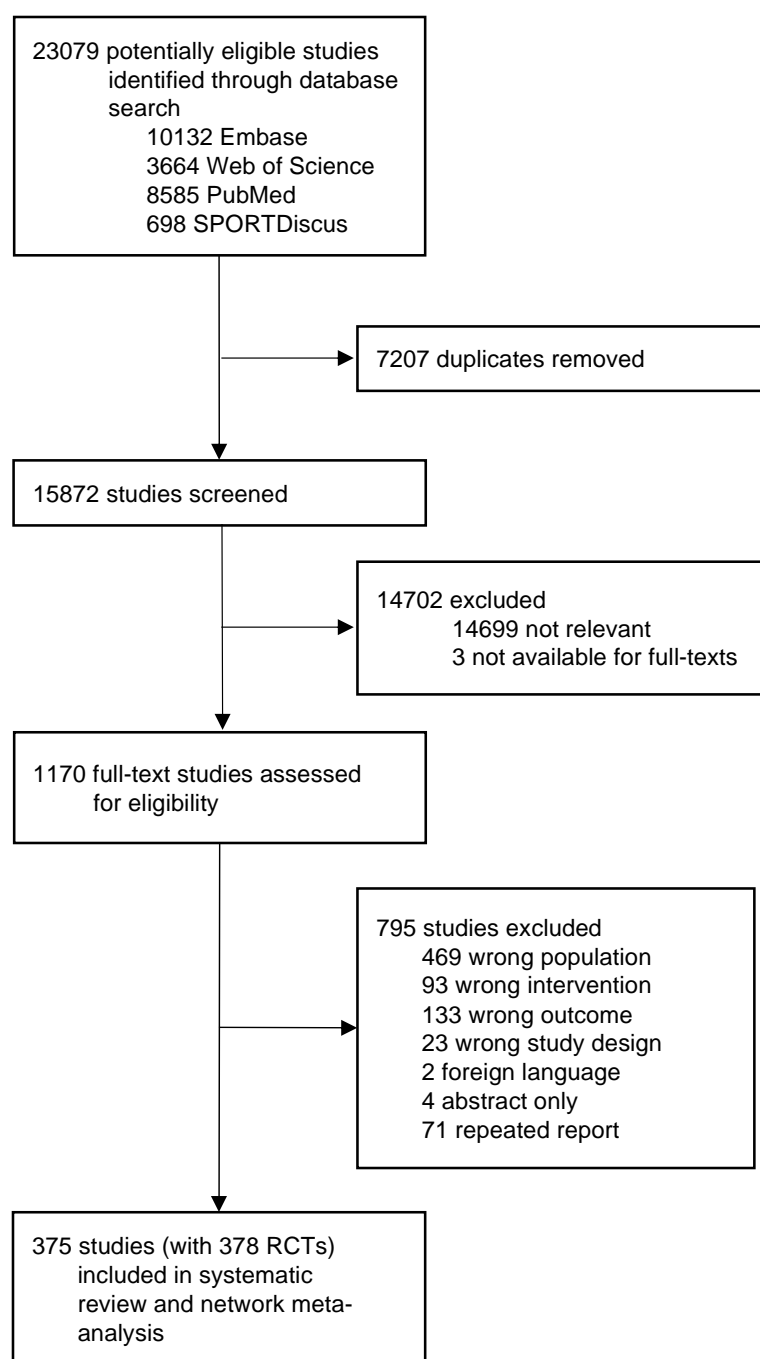 23079 potentially eligible studies
identified through database
search
10132 Embase
3664 Web of Science
8585 PubMed
698 SPORTDiscus
7207 duplicates removed
15872 studies screened
14702 excluded
14699 not relevant
3 not available for full-texts
1170 full-text studies assessed
for eligibility
795 studies excluded
469 wrong population
93 wrong intervention
133 wrong outcome
23 wrong study design
2 foreign language
4 abstract only
71 repeated report
375 studies (with 378 RCTs)
included in systematic
review and network meta-
analysis